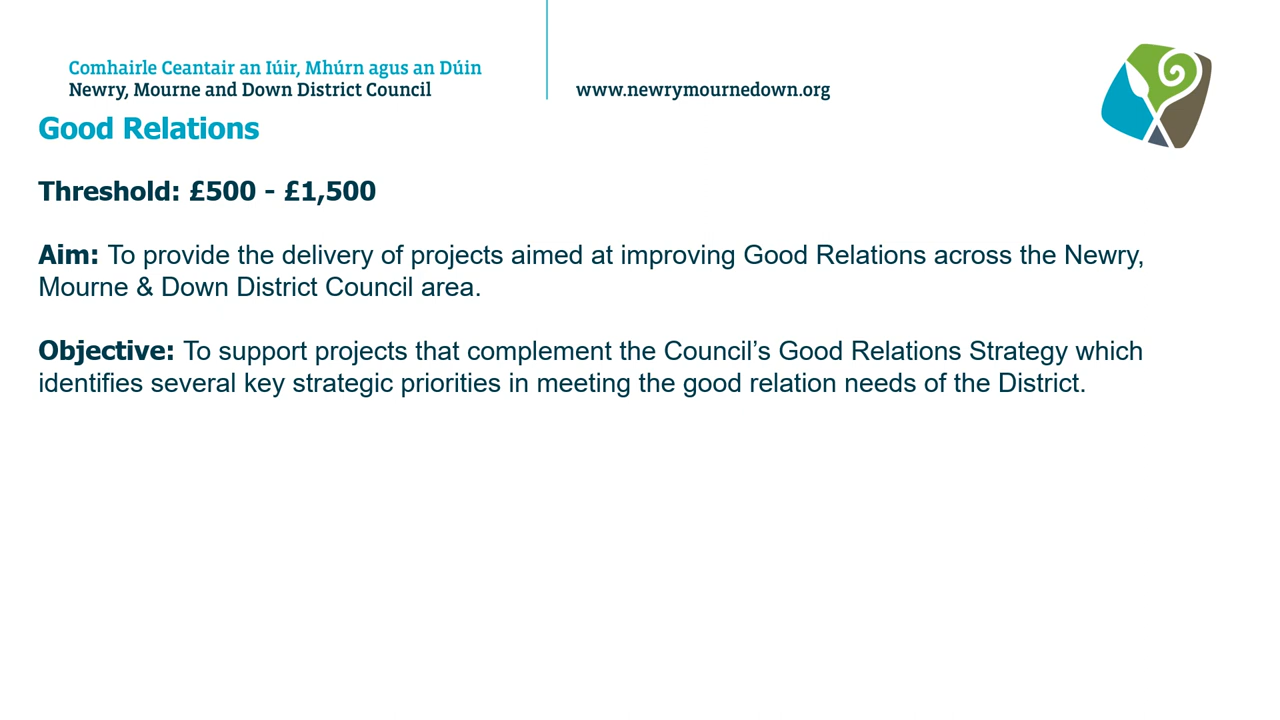 Comhairle Ceantair an Iúir, Mhúrn agus an Dúin
Newry, Mourne and Down District Council
www.newrymournedown.org
Good Relations
Threshold: £500 - £1,500
Aim: To provide the delivery of projects aimed at improving Good Relations across the Newry,
Mourne & Down District Council area.
Objective: To support projects that complement the Council’s Good Relations Strategy which
identifies several key strategic priorities in meeting the good relation needs of the District.